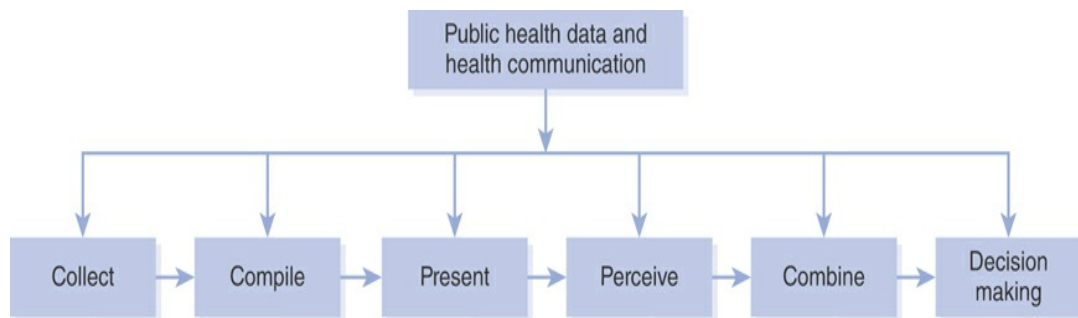 Public health data and
health communication
Collect
Compile
Present
Perceive
Combine
Decision
making